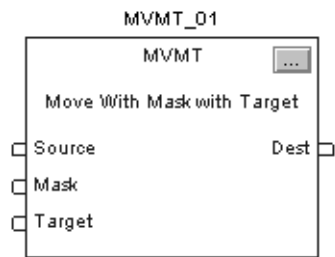 MVMT_01
MVMT
...
Move With Mask with Target
Source Dest
Mask
Target